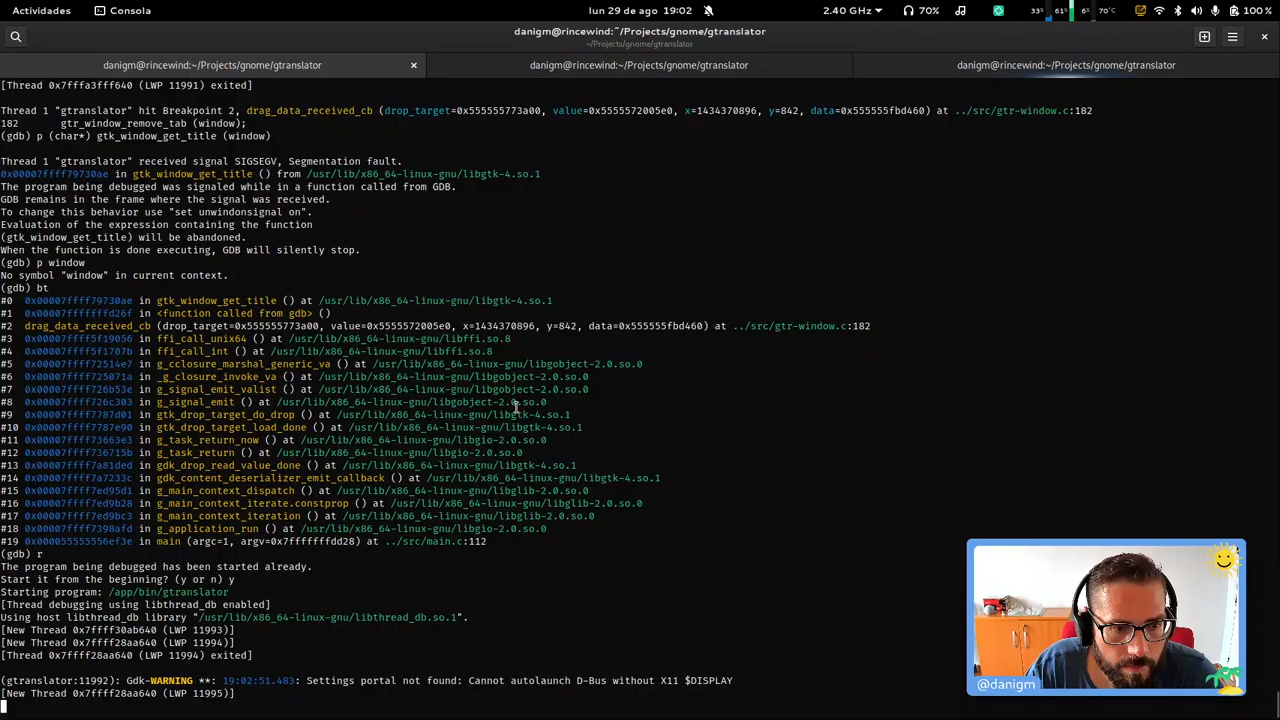 Actividades
Consola
lun 29 de ago 19:02
2.40 GHz
70%
33%
61%
6%
70°C
100 %
danigm@rincewind:~/Projects/gnome/gtranslator
~/Projects/gnome/gtranslator
danigm@rincewind:~/Projects/gnome/gtranslator
danigm@rincewind:~/Projects/gnome/gtranslator
danigm@rincewind:~/Projects/gnome/gtranslator
[Thread 0x7fffa3fff640 (LWP 11991) exited]
Thread 1 "gtranslator" hit Breakpoint 2, drag_data_received_cb (drop_target=0x555555773a00, value=0x5555572005e0, x=1434370896, y=842, data=0x555555fbd460) at ../src/gtr-window.c:182
182 gtr_window_remove_tab (window);
(gdb) p (char*) gtk_window_get_title (window)
Thread 1 "gtranslator" received signal SIGSEGV, Segmentation fault.
0x00007ffff79730ae in gtk_window_get_title () from /usr/lib/x86_64-linux-gnu/libgtk-4.so.1
The program being debugged was signaled while in a function called from GDB.
GDB remains in the frame where the signal was received.
To change this behavior use "set unwindonsignal on".
Evaluation of the expression containing the function
(gtk_window_get_title) will be abandoned.
When the function is done executing, GDB will silently stop.
(gdb) p window
No symbol "window" in current context.
(gdb) bt
#0 0x00007ffff79730ae in gtk_window_get_title () at /usr/lib/x86_64-linux-gnu/libgtk-4.so.1
#1 0x00007fffffffd26f in <function called from gdb> ()
#2 drag_data_received_cb (drop_target=0x555555773a00, value=0x5555572005e0, x=1434370896, y=842, data=0x555555fbd460) at ../src/gtr-window.c:182
#3 0x00007ffff5f19056 in ffi_call_unix64 () at /usr/lib/x86_64-linux-gnu/libffi.so.8
#4 0x00007ffff5f1707b in ffi_call_int () at /usr/lib/x86_64-linux-gnu/libffi.so.8
#5 0x00007ffff72514e7 in g_cclosure_marshal_generic_va () at /usr/lib/x86_64-linux-gnu/libgobject-2.0.so.0
#6 0x00007ffff725071a in _g_closure_invoke_va () at /usr/lib/x86_64-linux-gnu/libgobject-2.0.so.0
#7 0x00007ffff726b53e in g_signal_emit_valist () at /usr/lib/x86_64-linux-gnu/libgobject-2.0.so.0
#8 0x00007ffff726c303 in g_signal_emit () at /usr/lib/x86_64-linux-gnu/libgobject-2.0.so.0
#9 0x00007ffff7787d01 in gtk_drop_target_do_drop () at /usr/lib/x86_64-linux-gnu/libgtk-4.so.1
#10 0x00007ffff7787e90 in gtk_drop_target_load_done () at /usr/lib/x86_64-linux-gnu/libgtk-4.so.1
#11 0x00007ffff73663e3 in g_task_return_now () at /usr/lib/x86_64-linux-gnu/libgio-2.0.so.0
#12 0x00007ffff736715b in g_task_return () at /usr/lib/x86_64-linux-gnu/libgio-2.0.so.0
#13 0x00007ffff7a81ded in gdk_drop_read_value_done () at /usr/lib/x86_64-linux-gnu/libgtk-4.so.1
#14 0x00007ffff7a7233c in gdk_content_deserializer_emit_callback () at /usr/lib/x86_64-linux-gnu/libgtk-4.so.1
#15 0x00007ffff7ed95d1 in g_main_context_dispatch () at /usr/lib/x86_64-linux-gnu/libglib-2.0.so.0
#16 0x00007ffff7ed9b28 in g_main_context_iterate.constprop () at /usr/lib/x86_64-linux-gnu/libglib-2.0.so.0
#17 0x00007ffff7ed9bc3 in g_main_context_iteration () at /usr/lib/x86_64-linux-gnu/libglib-2.0.so.0
#18 0x00007ffff7398afd in g_application_run () at /usr/lib/x86_64-linux-gnu/libgio-2.0.so.0
#19 0x000055555556ef3e in main (argc=1, argv=0x7fffffffdd28) at ../src/main.c:112
(gdb) r
The program being debugged has been started already.
Start it from the beginning? (y or n) y
Starting program: /app/bin/gtranslator
[Thread debugging using libthread_db enabled]
Using host libthread_db library "/usr/lib/x86_64-linux-gnu/libthread_db.so.1".
[New Thread 0x7ffff30ab640 (LWP 11993)]
[New Thread 0x7ffff28aa640 (LWP 11994)]
[Thread 0x7ffff28aa640 (LWP 11994) exited]
(gtranslator:11992): Gdk-WARNING **: 19:02:51.483: Settings portal not found: Cannot autolaunch D-Bus without X11 $DISPLAY
[New Thread 0x7ffff28aa640 (LWP 11995)]
@danigm